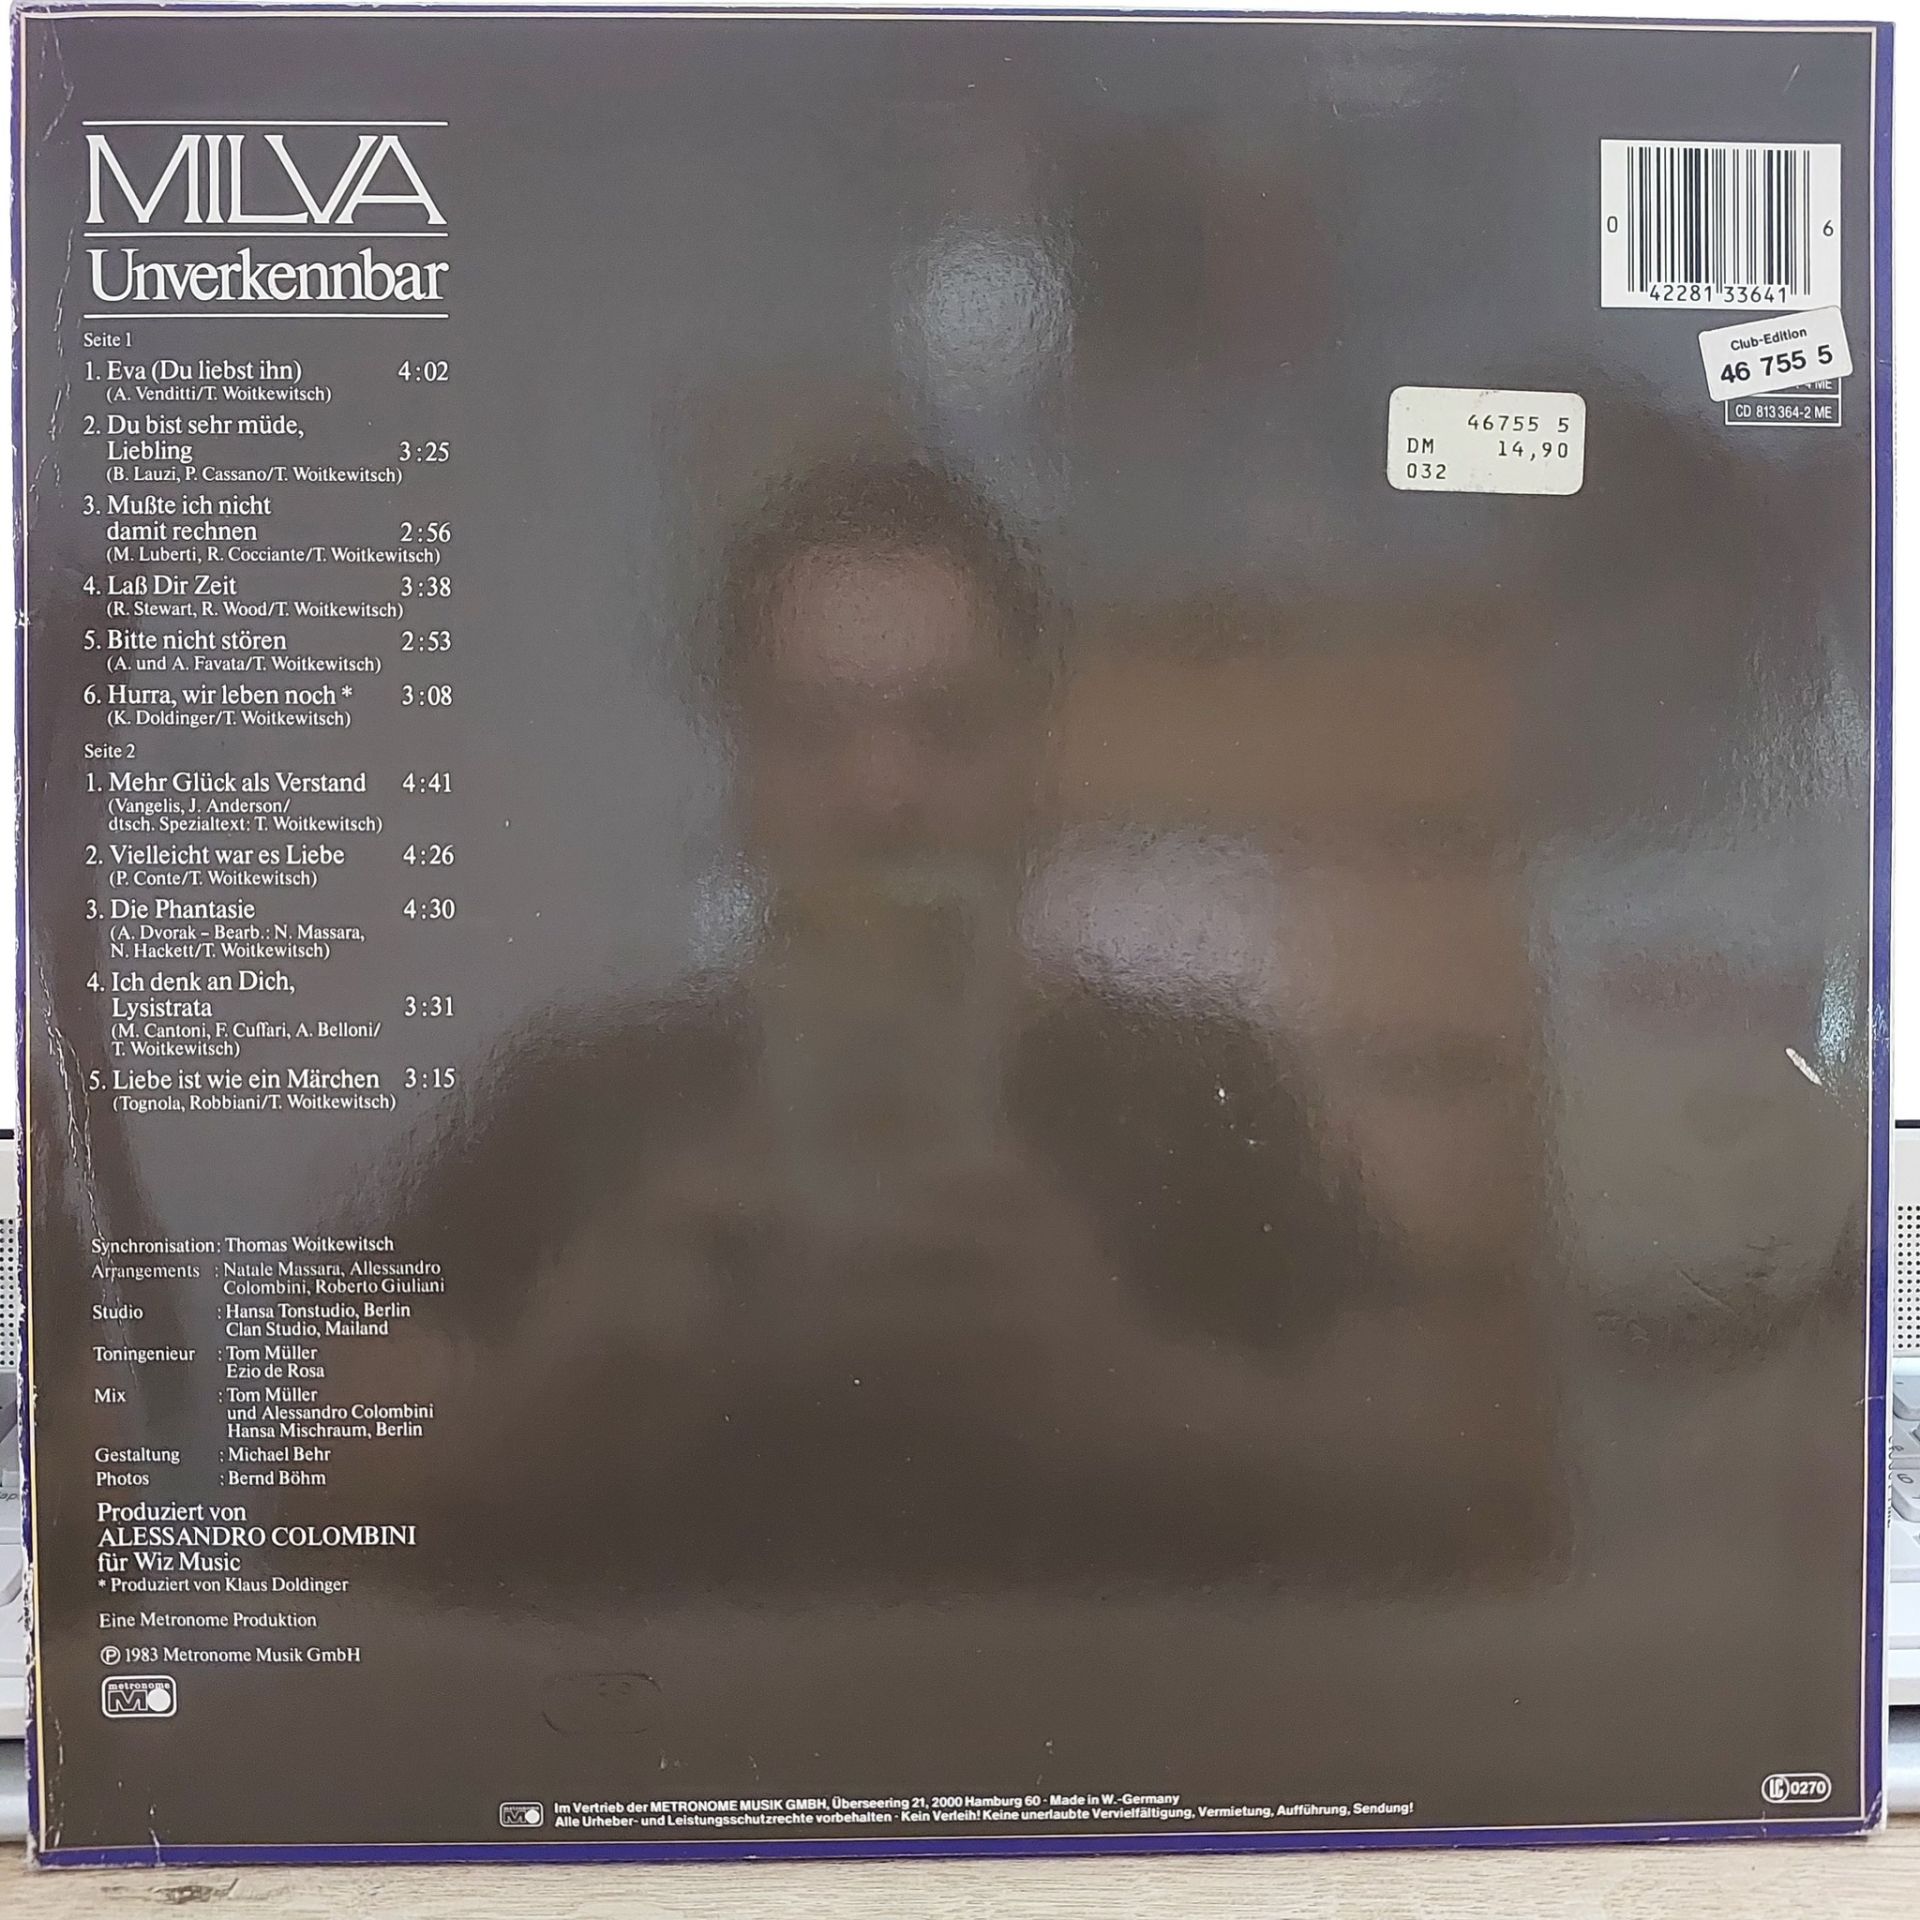 MILVA
Unverkennbar
Seite 1
1. Eva (Du liebst ihn) 4:02
(A. Venditti/T. Woitkewitsch)
2. Du bist sehr müde,
Liebling 3:25
(B. Lauzi, P. Cassano/T. Woitkewitsch)
3. Mußte ich nicht
damit rechnen 2:56
(M. Luberti, R. Cocciante/T. Woitkewitsch)
4. Laß Dir Zeit 3:38
(R. Stewart, R. Wood/T. Woitkewitsch)
5. Bitte nicht stören 2:53
(A. und A. Favata/T. Woitkewitsch)
6. Hurra, wir leben noch * 3:08
(K. Doldinger/T. Woitkewitsch)
Seite 2
1. Mehr Glück als Verstand 4:41
(Vangelis, J. Anderson/
dtsch. Spezialtext: T. Woitkewitsch)
2. Vielleicht war es Liebe 4:26
(P. Conte/T. Woitkewitsch)
3. Die Phantasie 4:30
(A. Dvorak – Bearb.: N. Massara,
N. Hackett/T. Woitkewitsch)
4. Ich denk an Dich,
Lysistrata 3:31
(M. Cantoni, F. Cuffari, A. Belloni/
T. Woitkewitsch)
5. Liebe ist wie ein Märchen 3:15
(Tognola, Robbiani/T. Woitkewitsch)
Synchronisation: Thomas Woitkewitsch
Arrangements : Natale Massara, Allessandro
Colombini, Roberto Giuliani
Studio : Hansa Tonstudio, Berlin
Clan Studio, Mailand
Toningenieur : Tom Müller
Ezio de Rosa
Mix : Tom Müller
und Alessandro Colombini
Hansa Mischraum, Berlin
Gestaltung : Michael Behr
Photos : Bernd Böhm
Produziert von
ALESSANDRO COLOMBINI
für Wiz Music
* Produziert von Klaus Doldinger
Eine Metronome Produktion
℗ 1983 Metronome Musik GmbH
metronome
0 42281 33641 6
Club-Edition
46 755 5
CD 813 364-2 ME
46755 5
DM 14,90
032
Im Vertrieb der METRONOME MUSIK GMBH, Überseering 21, 2000 Hamburg 60 - Made in W.-Germany
Alle Urheber- und Leistungsschutzrechte vorbehalten - Kein Verleih! Keine unerlaubte Vervielfältigung, Vermietung, Aufführung, Sendung!
LC 0270